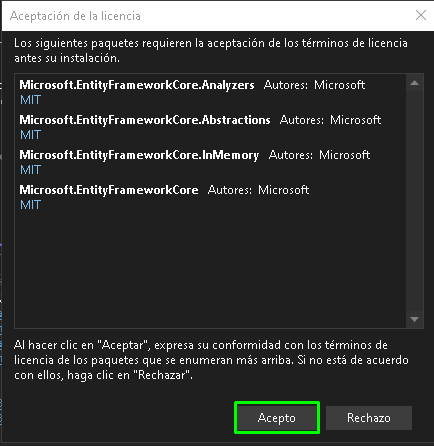 Aceptación de la licencia
Los siguientes paquetes requieren la aceptación de los términos de licencia
antes su instalación.
Microsoft.EntityFrameworkCore.Analyzers Autores: Microsoft
MIT
Microsoft.EntityFrameworkCore.Abstractions Autores: Microsoft
MIT
Microsoft.EntityFrameworkCore.InMemory Autores: Microsoft
MIT
Microsoft.EntityFrameworkCore Autores: Microsoft
MIT
Al hacer clic en "Aceptar", expresa su conformidad con los términos de
licencia de los paquetes que se enumeran más arriba. Si no está de acuerdo
con ellos, haga clic en "Rechazar".
Acepto Rechazo